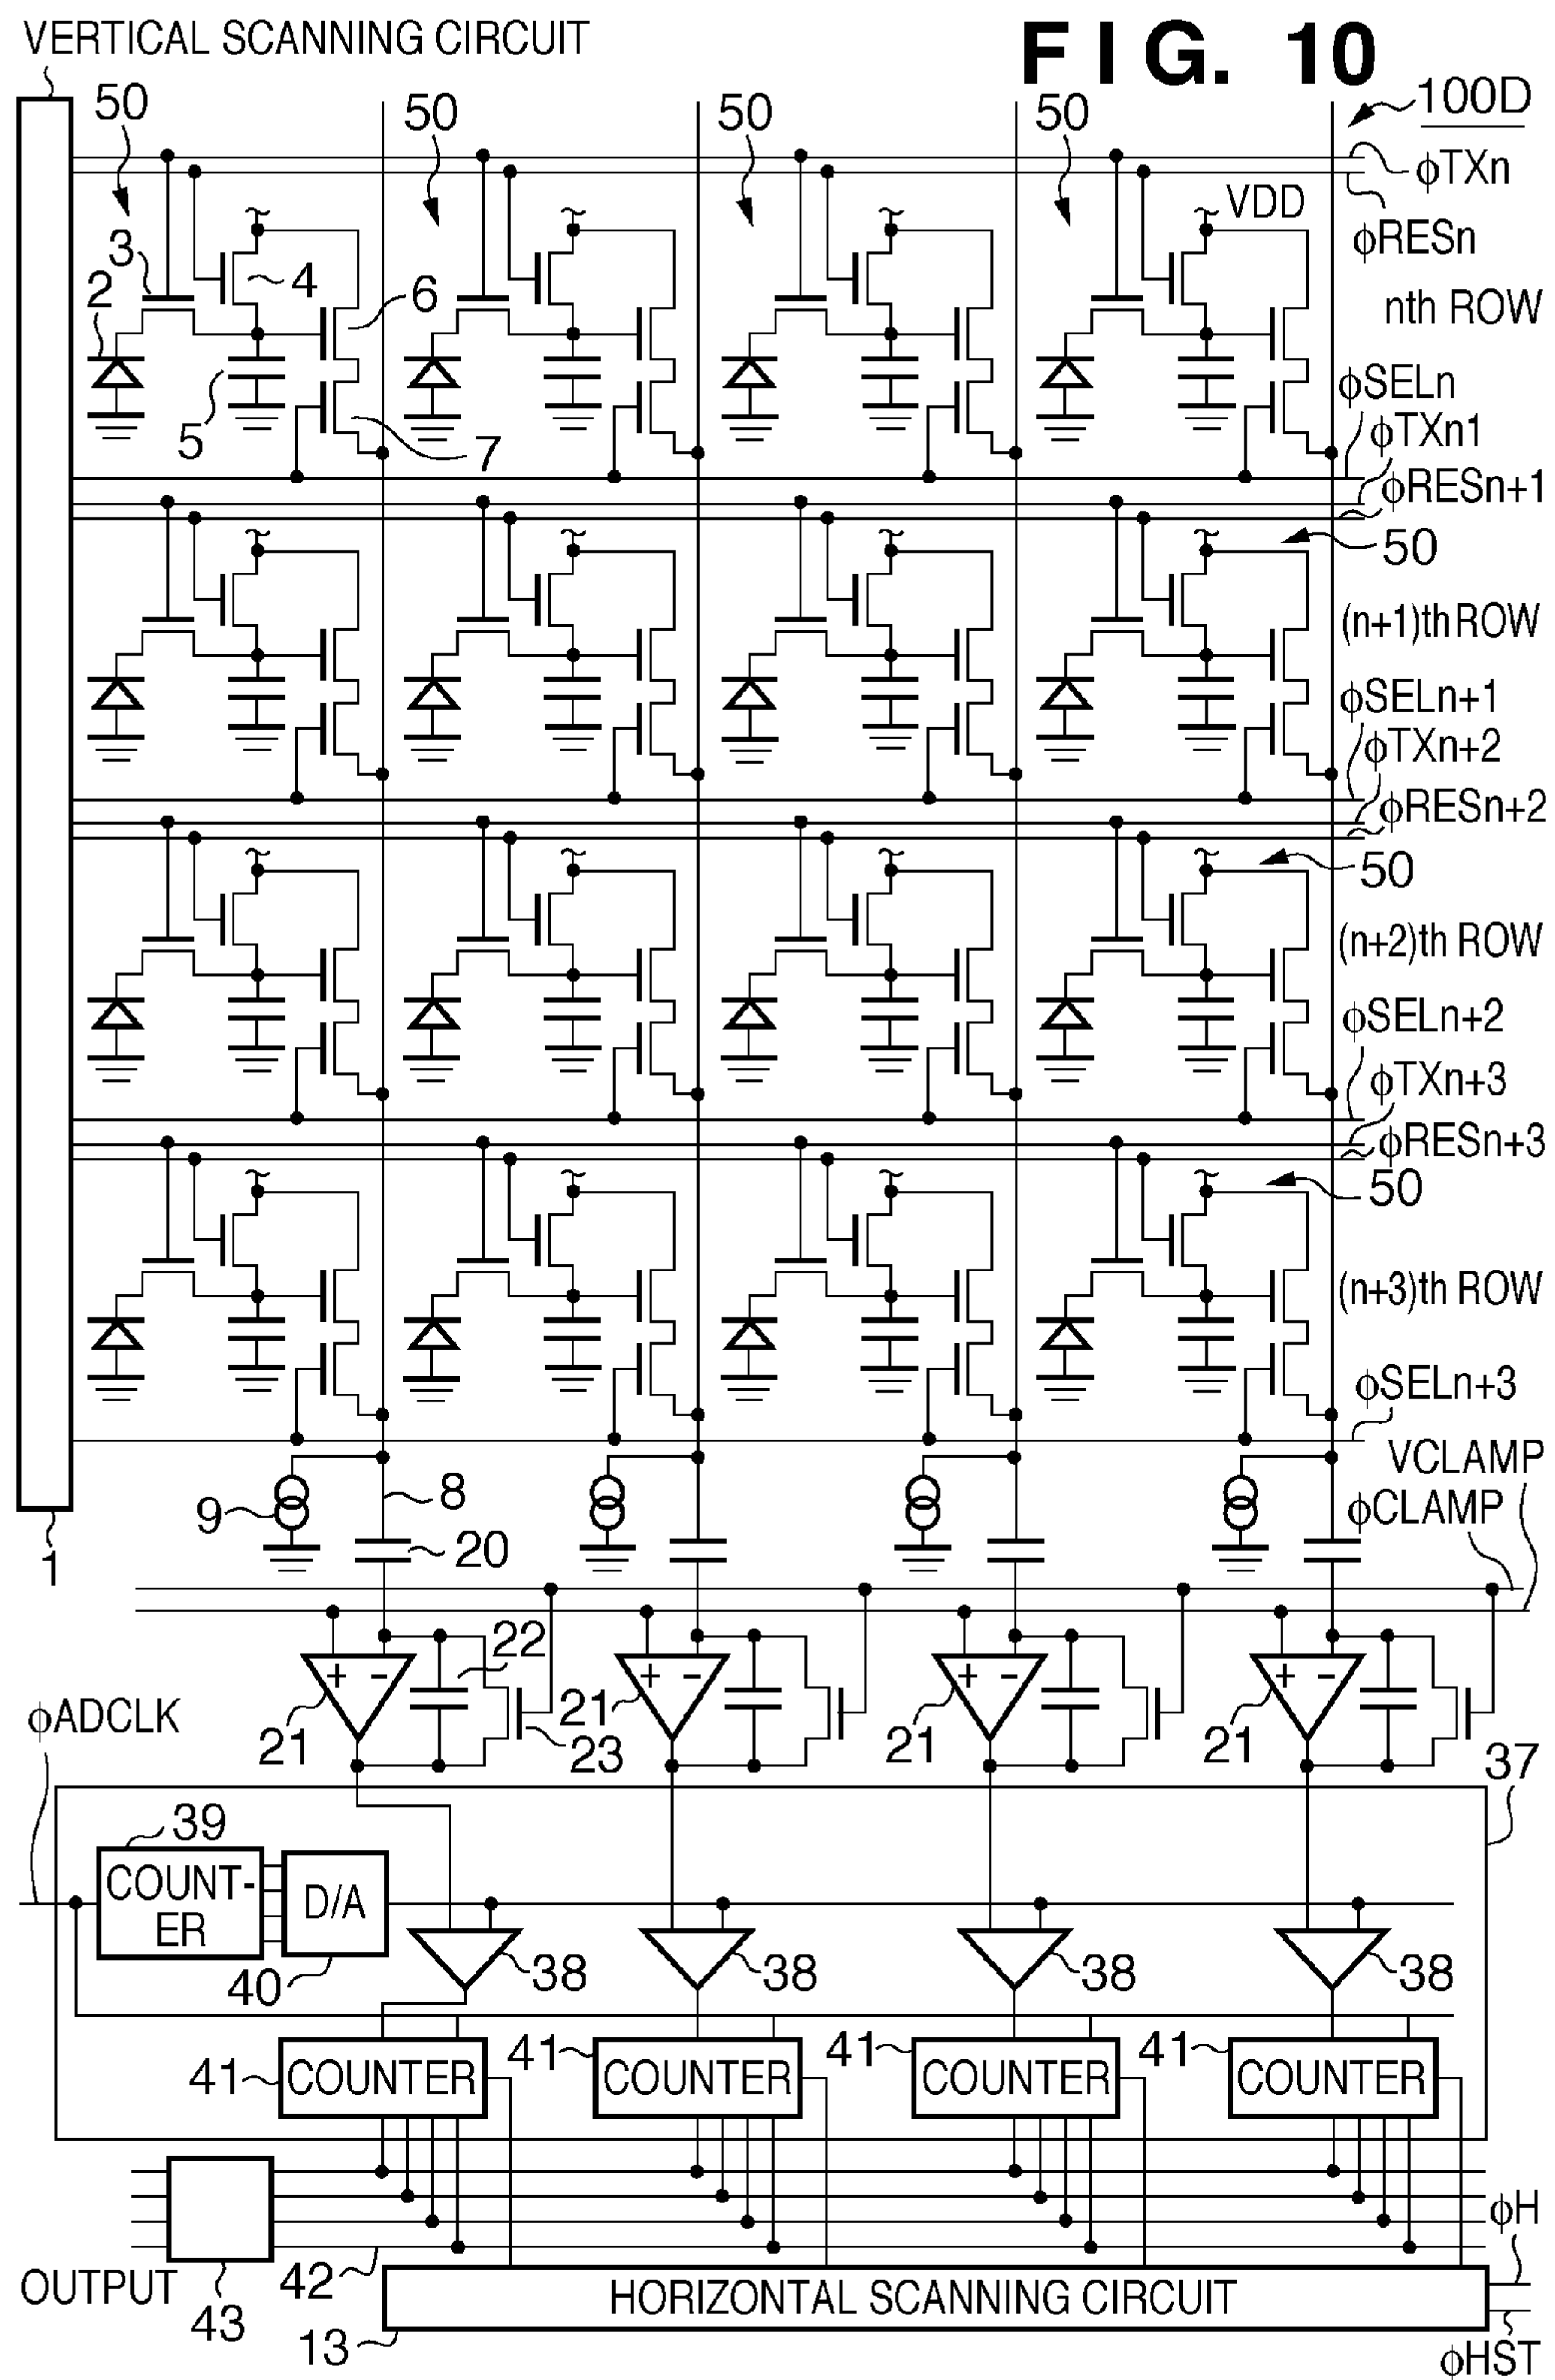 VERTICAL SCANNING CIRCUIT
FIG. 10
100D
50 50 50 50
ϕTXn
VDD
ϕRESn
3
2 4 6
nth ROW
ϕSELn
5 7
ϕTXn1
ϕRESn+1
50
(n+1)th ROW
ϕSELn+1
ϕTXn+2
ϕRESn+2
50
(n+2)th ROW
ϕSELn+2
ϕTXn+3
ϕRESn+3
50
(n+3)th ROW
ϕSELn+3
VCLAMP
9 8
ϕCLAMP
1 20
22
+ − + − + − + −
ϕADCLK
21 23 21 21 21
37
39
COUNT-
ER
D/A
40 38 38 38 38
41 COUNTER 41 COUNTER 41 COUNTER 41 COUNTER
ϕH
OUTPUT 43 42
HORIZONTAL SCANNING CIRCUIT
13
ϕHST